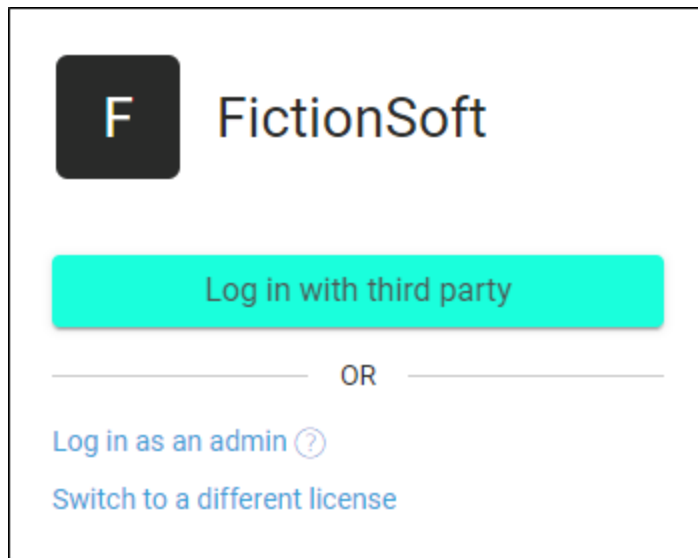 F FictionSoft
Log in with third party
OR
Log in as an admin ?
Switch to a different license